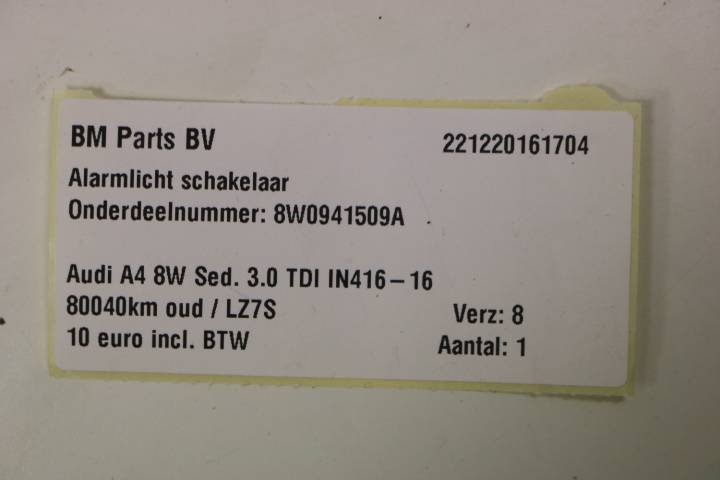 BM Parts BV 221220161704
Alarmlicht schakelaar
Onderdeelnummer: 8W0941509A
Audi A4 8W Sed. 3.0 TDI IN416-16
80040km oud / LZ7S Verz: 8
10 euro incl. BTW Aantal: 1